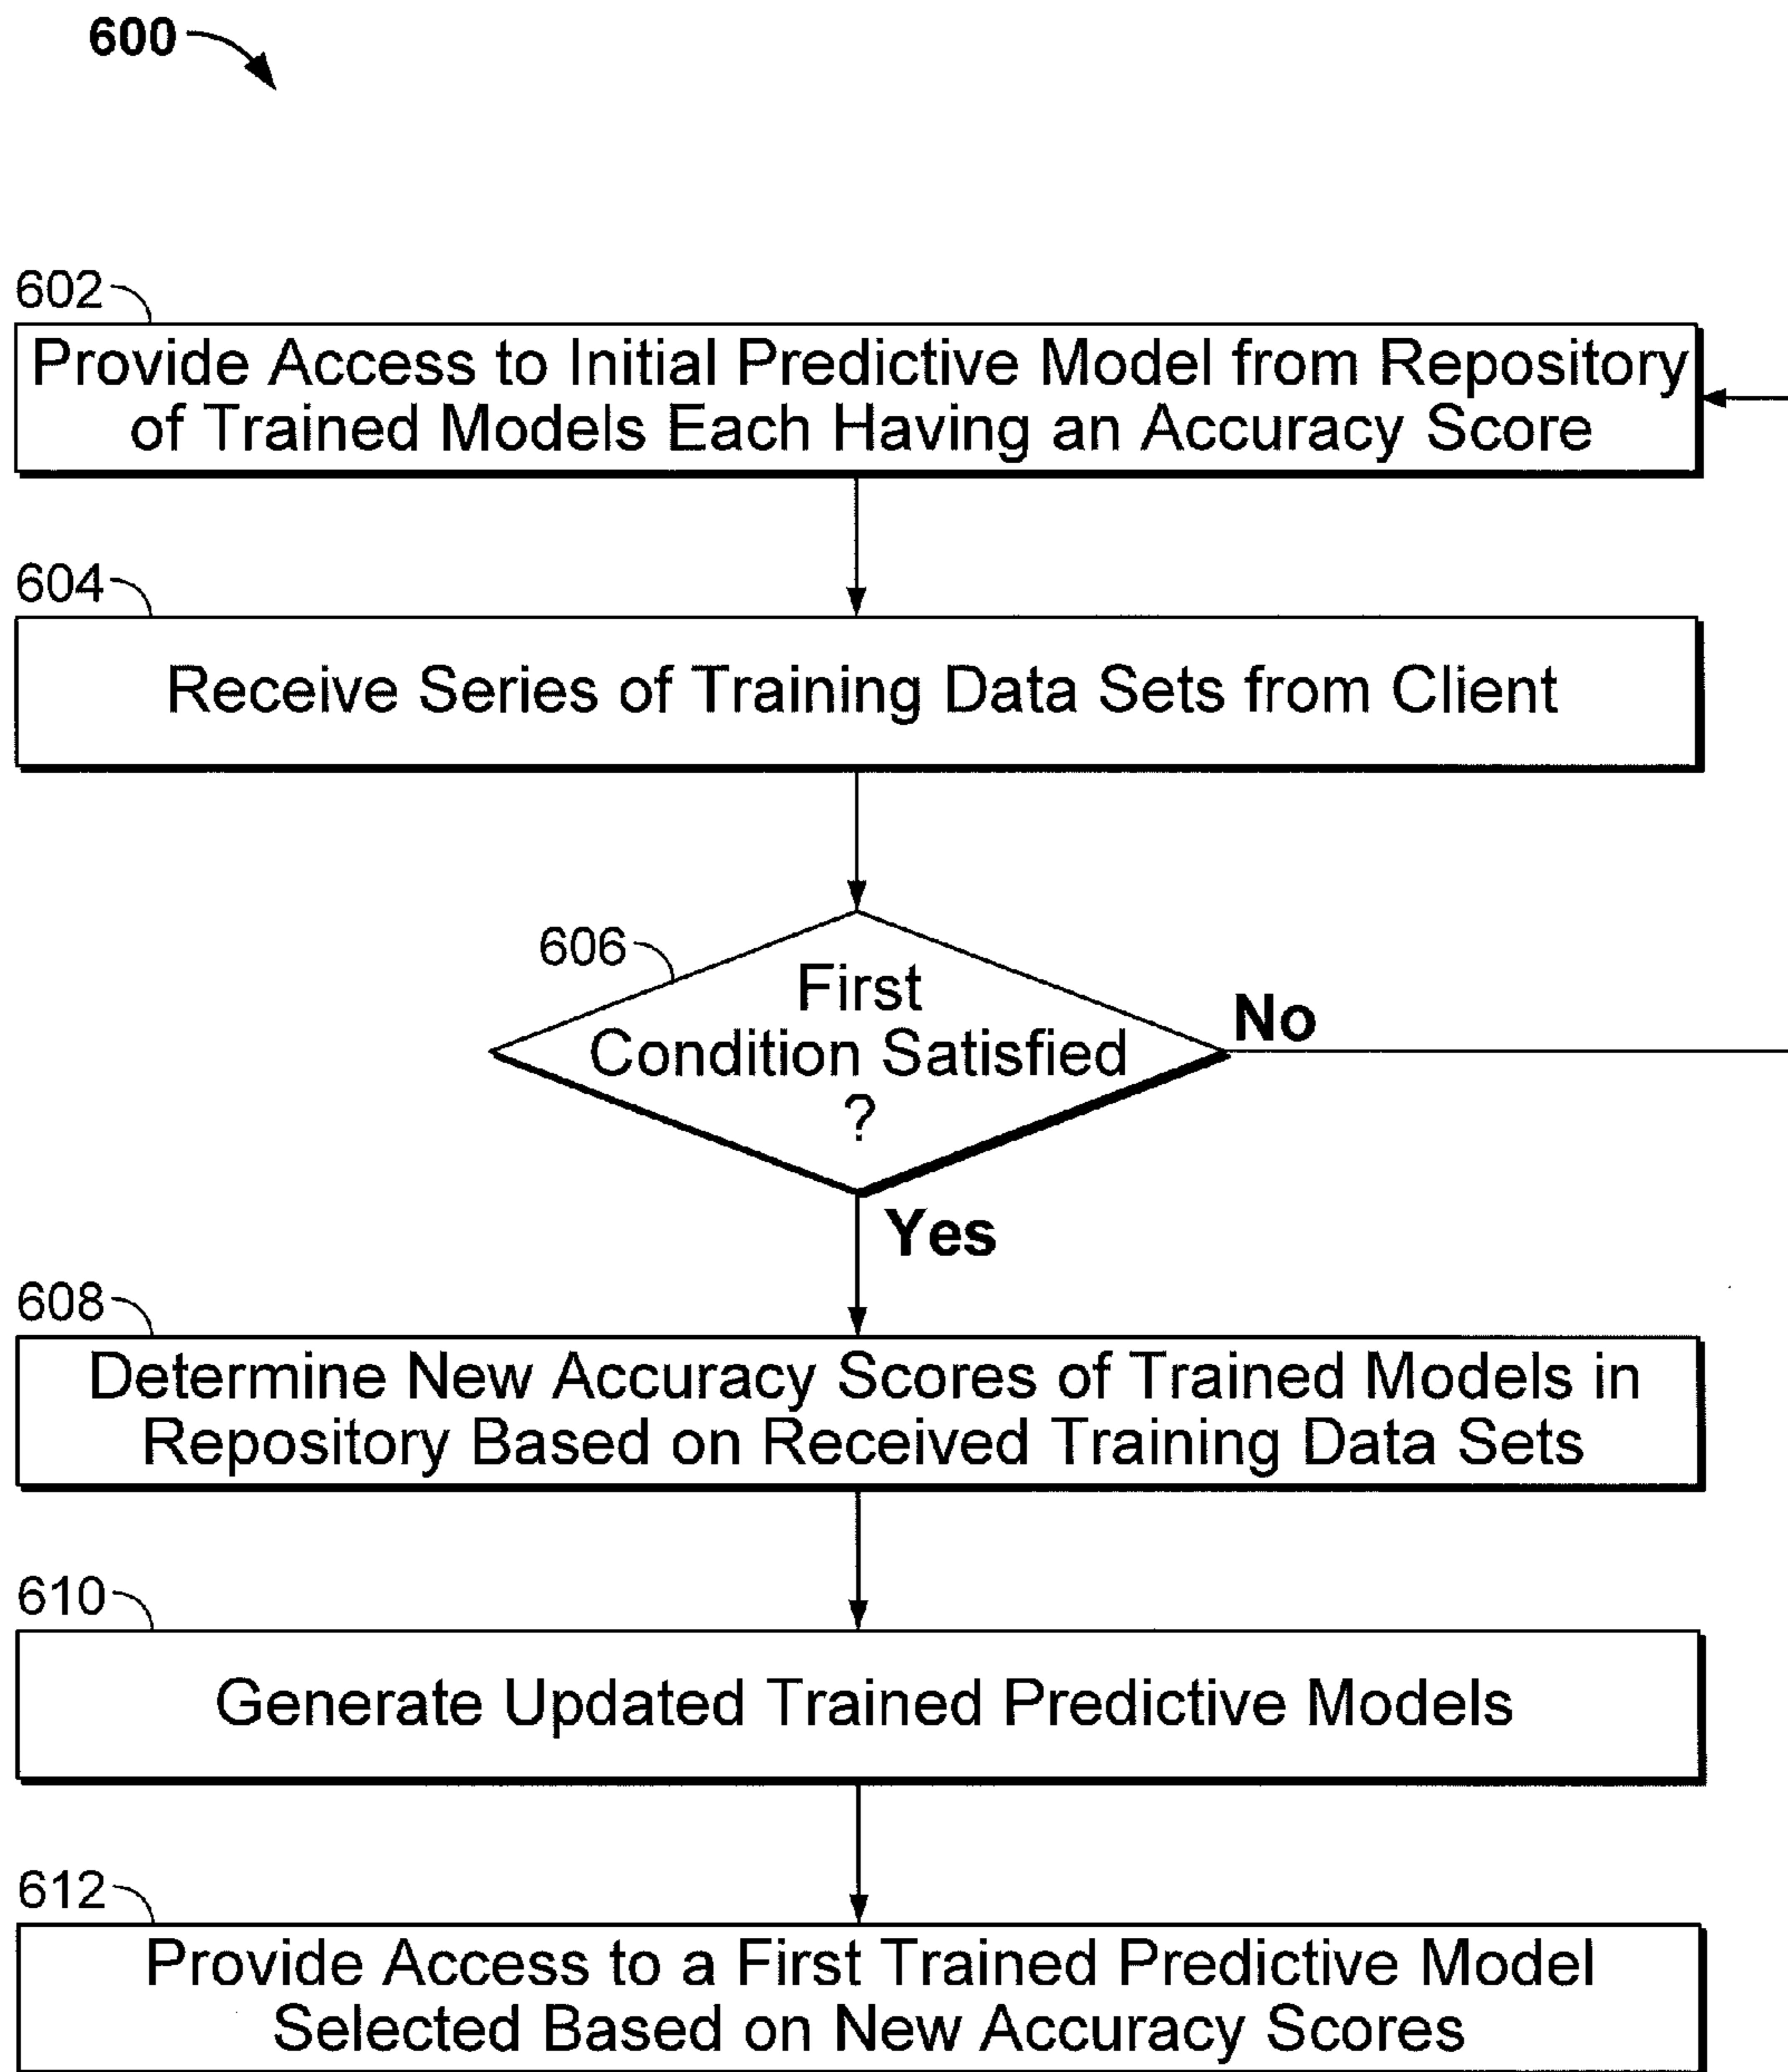 600
602
Provide Access to Initial Predictive Model from Repository
of Trained Models Each Having an Accuracy Score
604
Receive Series of Training Data Sets from Client
606
First
Condition Satisfied
?
No
Yes
608
Determine New Accuracy Scores of Trained Models in
Repository Based on Received Training Data Sets
610
Generate Updated Trained Predictive Models
612
Provide Access to a First Trained Predictive Model
Selected Based on New Accuracy Scores